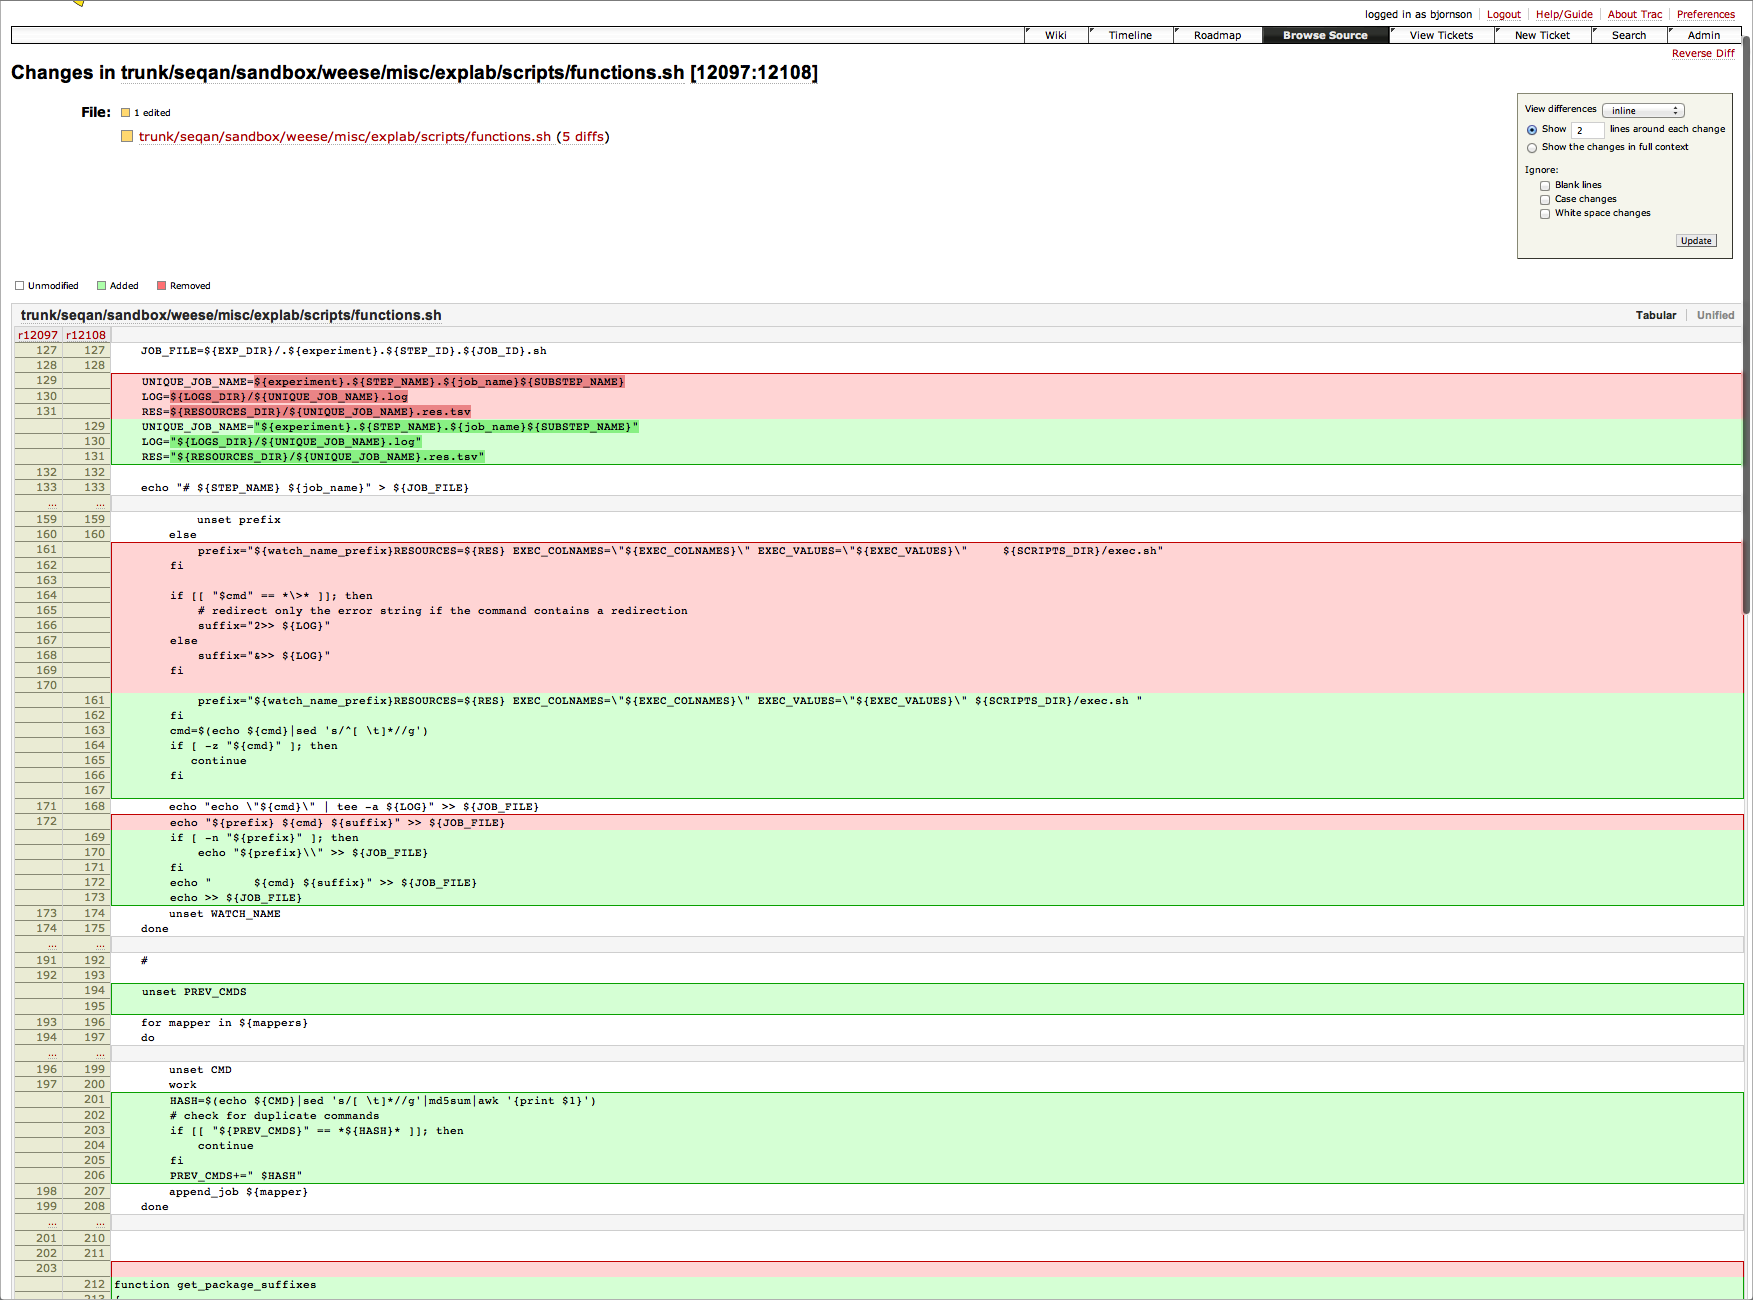 logged in as bjornson Logout Help/Guide About Trac Preferences
Wiki Timeline Roadmap Browse Source View Tickets New Ticket Search Admin
Reverse Diff
Changes in trunk/seqan/sandbox/weese/misc/explab/scripts/functions.sh [12097:12108]
File: 1 edited
trunk/seqan/sandbox/weese/misc/explab/scripts/functions.sh (5 diffs)
View differences inline
Show 2 lines around each change
Show the changes in full context
Ignore:
Blank lines
Case changes
White space changes
Update
Unmodified Added Removed
trunk/seqan/sandbox/weese/misc/explab/scripts/functions.sh Tabular Unified
r12097 r12108
127 127 JOB_FILE=${EXP_DIR}/.${experiment}.${STEP_ID}.${JOB_ID}.sh
128 128
129 UNIQUE_JOB_NAME=${experiment}.${STEP_NAME}.${job_name}${SUBSTEP_NAME}
130 LOG=${LOGS_DIR}/${UNIQUE_JOB_NAME}.log
131 RES=${RESOURCES_DIR}/${UNIQUE_JOB_NAME}.res.tsv
129 UNIQUE_JOB_NAME="${experiment}.${STEP_NAME}.${job_name}${SUBSTEP_NAME}"
130 LOG="${LOGS_DIR}/${UNIQUE_JOB_NAME}.log"
131 RES="${RESOURCES_DIR}/${UNIQUE_JOB_NAME}.res.tsv"
132 132
133 133 echo "# ${STEP_NAME} ${job_name}" > ${JOB_FILE}
… …
159 159 unset prefix
160 160 else
161 prefix="${watch_name_prefix}RESOURCES=${RES} EXEC_COLNAMES=\"${EXEC_COLNAMES}\" EXEC_VALUES=\"${EXEC_VALUES}\" ${SCRIPTS_DIR}/exec.sh"
162 fi
163
164 if [[ "$cmd" == *\>* ]]; then
165 # redirect only the error string if the command contains a redirection
166 suffix="2>> ${LOG}"
167 else
168 suffix="&>> ${LOG}"
169 fi
170
161 prefix="${watch_name_prefix}RESOURCES=${RES} EXEC_COLNAMES=\"${EXEC_COLNAMES}\" EXEC_VALUES=\"${EXEC_VALUES}\" ${SCRIPTS_DIR}/exec.sh "
162 fi
163 cmd=$(echo ${cmd}|sed 's/^[ \t]*//g')
164 if [ -z "${cmd}" ]; then
165 continue
166 fi
167
171 168 echo "echo \"${cmd}\" | tee -a ${LOG}" >> ${JOB_FILE}
172 echo "${prefix} ${cmd} ${suffix}" >> ${JOB_FILE}
169 if [ -n "${prefix}" ]; then
170 echo "${prefix}\\" >> ${JOB_FILE}
171 fi
172 echo " ${cmd} ${suffix}" >> ${JOB_FILE}
173 echo >> ${JOB_FILE}
173 174 unset WATCH_NAME
174 175 done
… …
191 192 #
192 193
194 unset PREV_CMDS
195
193 196 for mapper in ${mappers}
194 197 do
… …
196 199 unset CMD
197 200 work
201 HASH=$(echo ${CMD}|sed 's/[ \t]*//g'|md5sum|awk '{print $1}')
202 # check for duplicate commands
203 if [[ "${PREV_CMDS}" == *${HASH}* ]]; then
204 continue
205 fi
206 PREV_CMDS+=" $HASH"
198 207 append_job ${mapper}
199 208 done
… …
201 210
202 211
203
212 function get_package_suffixes
213 {